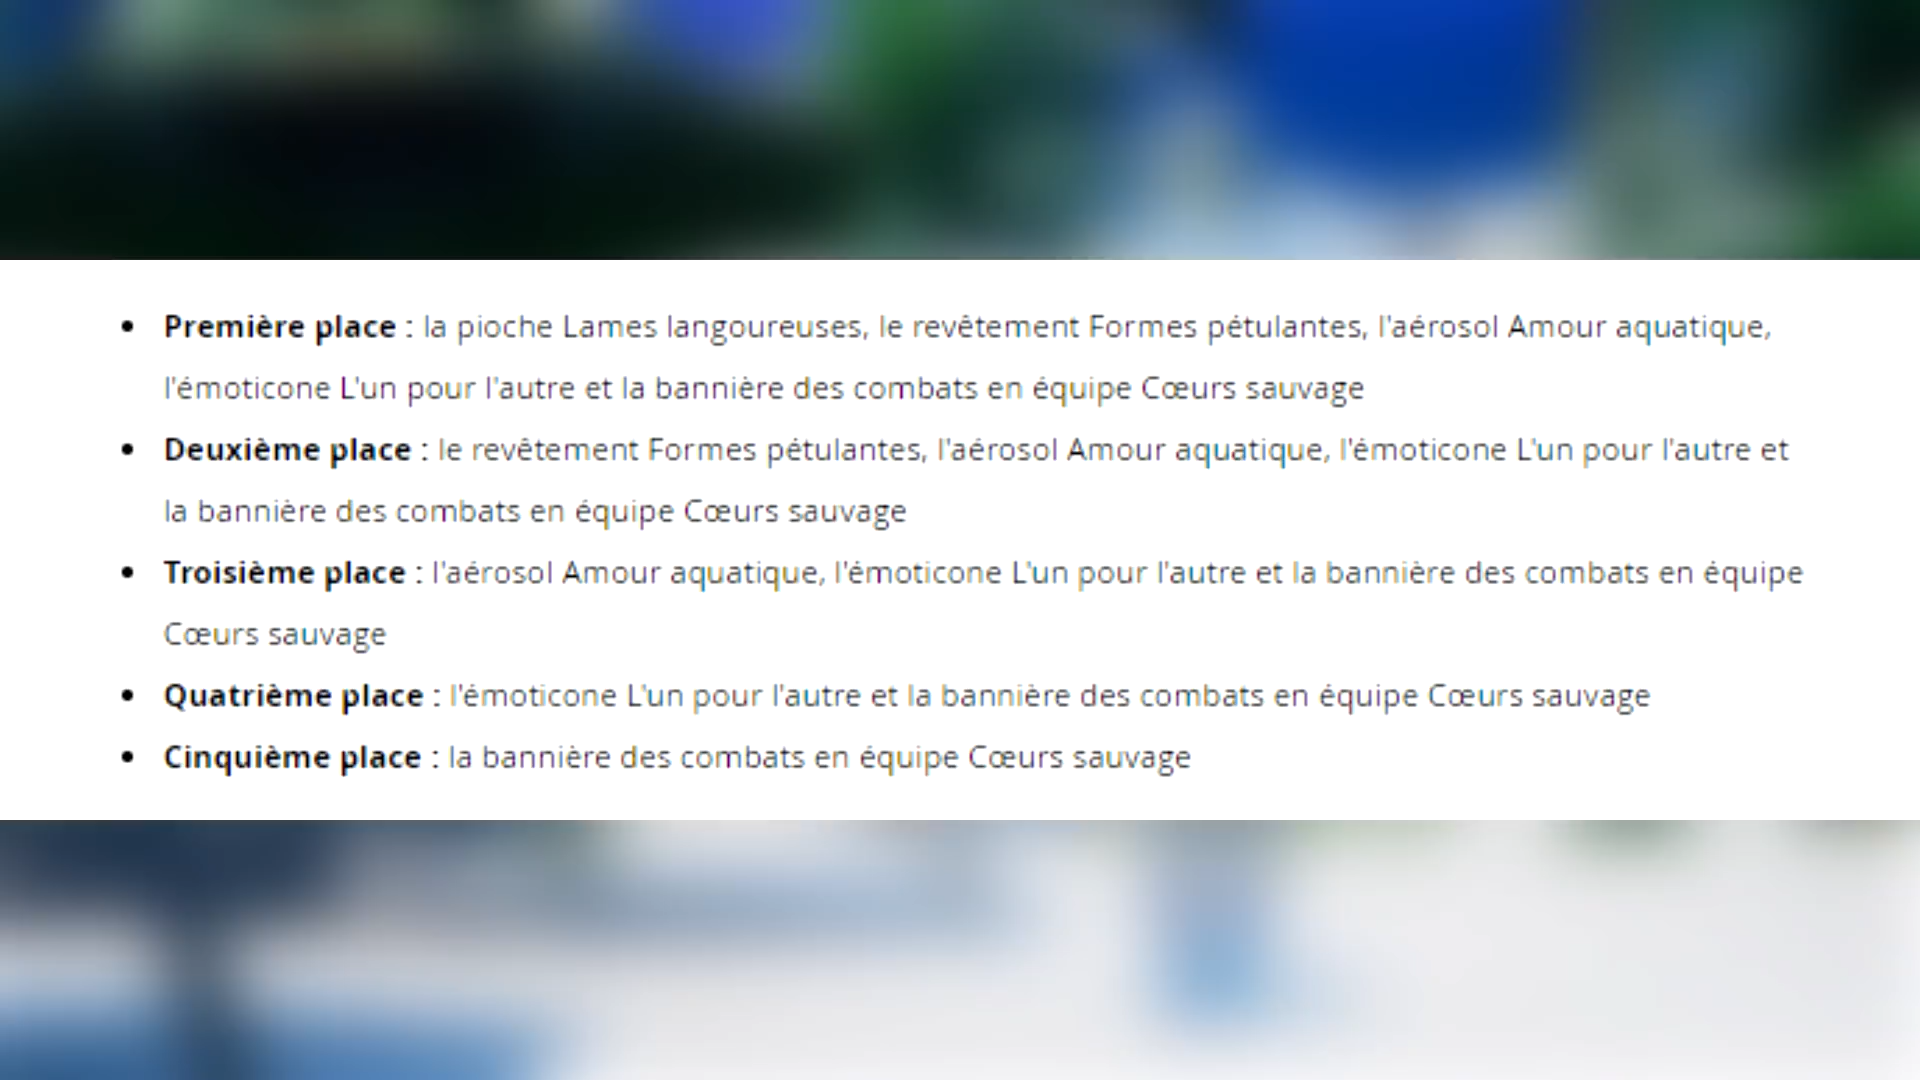 • Première place : la pioche Lames langoureuses, le revêtement Formes pétulantes, l'aérosol Amour aquatique,
l'émoticone L'un pour l'autre et la bannière des combats en équipe Cœurs sauvage
• Deuxième place : le revêtement Formes pétulantes, l'aérosol Amour aquatique, l'émoticone L'un pour l'autre et
la bannière des combats en équipe Cœurs sauvage
• Troisième place : l'aérosol Amour aquatique, l'émoticone L'un pour l'autre et la bannière des combats en équipe
Cœurs sauvage
• Quatrième place : l'émoticone L'un pour l'autre et la bannière des combats en équipe Cœurs sauvage
• Cinquième place : la bannière des combats en équipe Cœurs sauvage